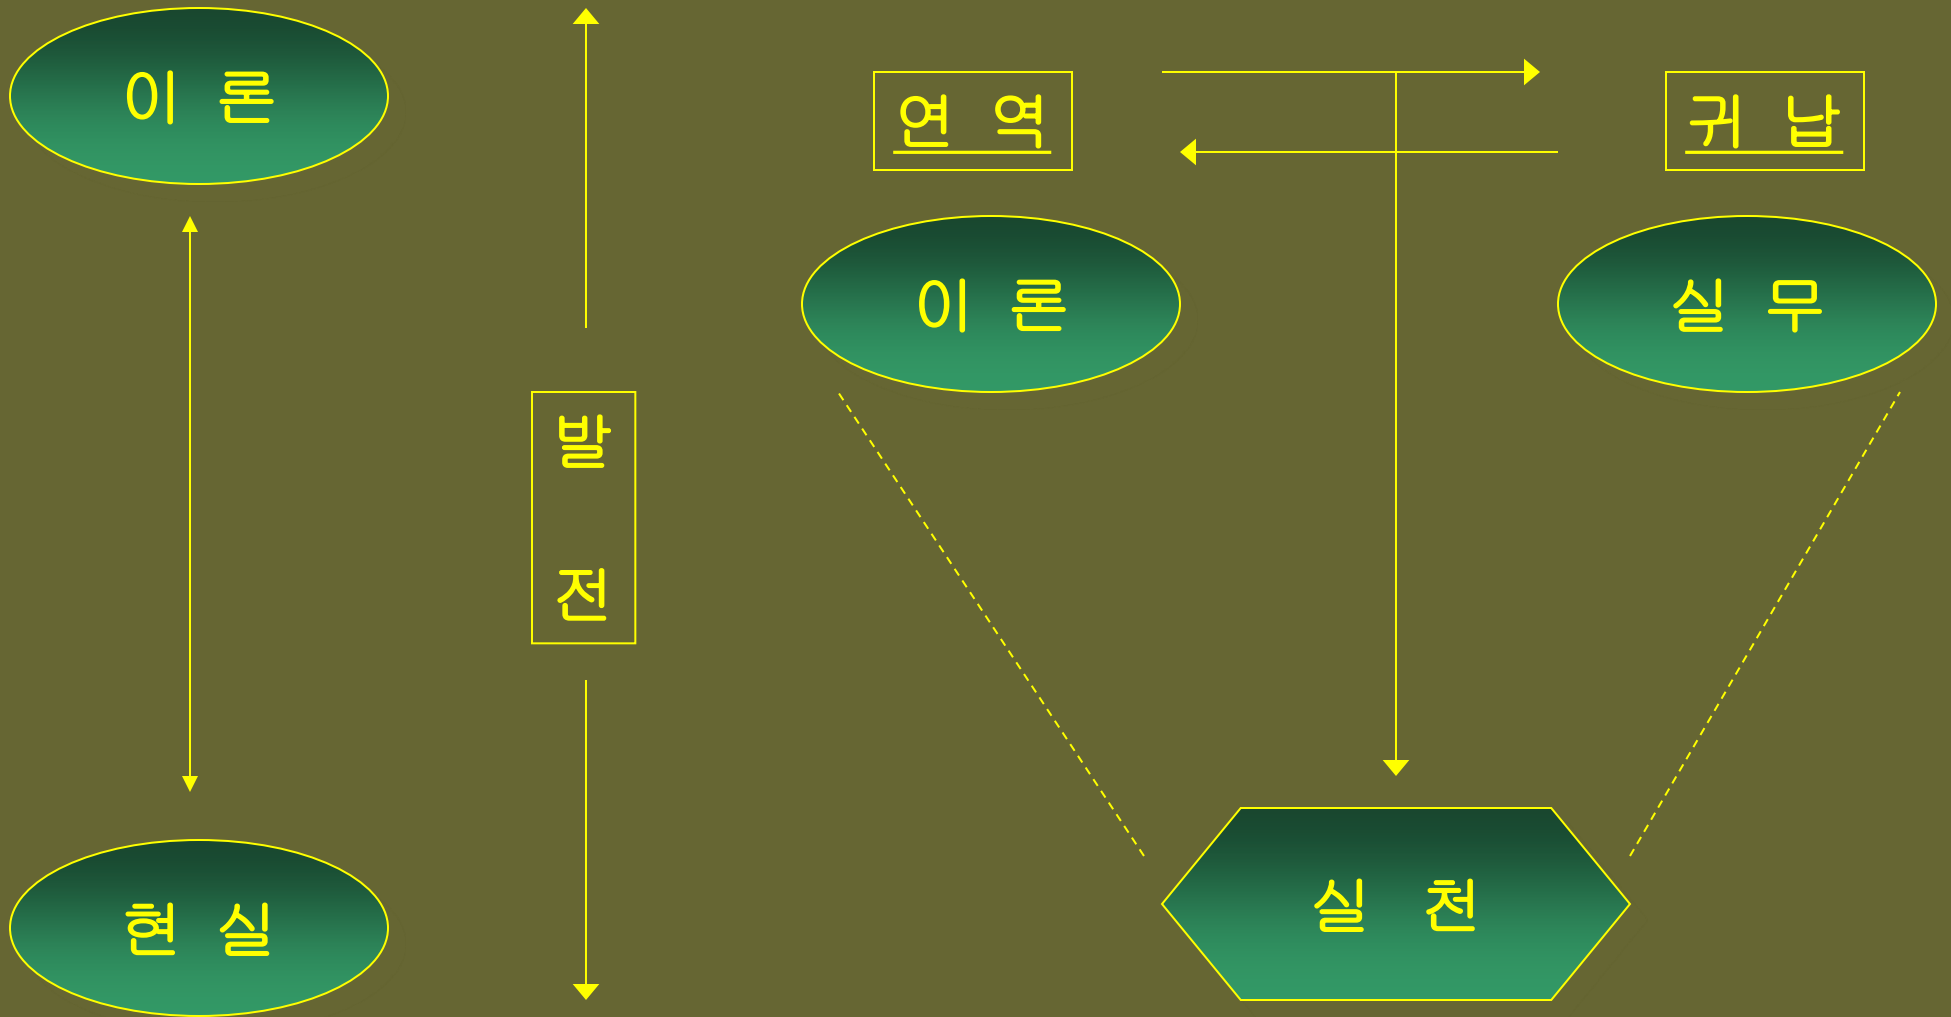 이 론
현 실
발
전
연 역
귀 납
이 론
실 무
실 천